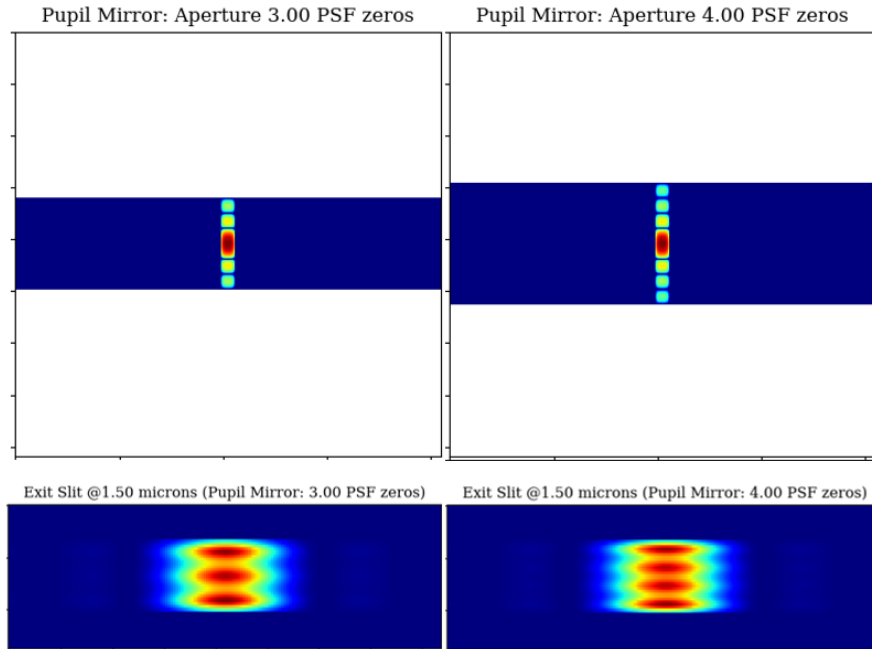 Pupil Mirror: Aperture 3.00 PSF zeros
Pupil Mirror: Aperture 4.00 PSF zeros
Exit Slit @1.50 microns (Pupil Mirror: 3.00 PSF zeros)
Exit Slit @1.50 microns (Pupil Mirror: 4.00 PSF zeros)